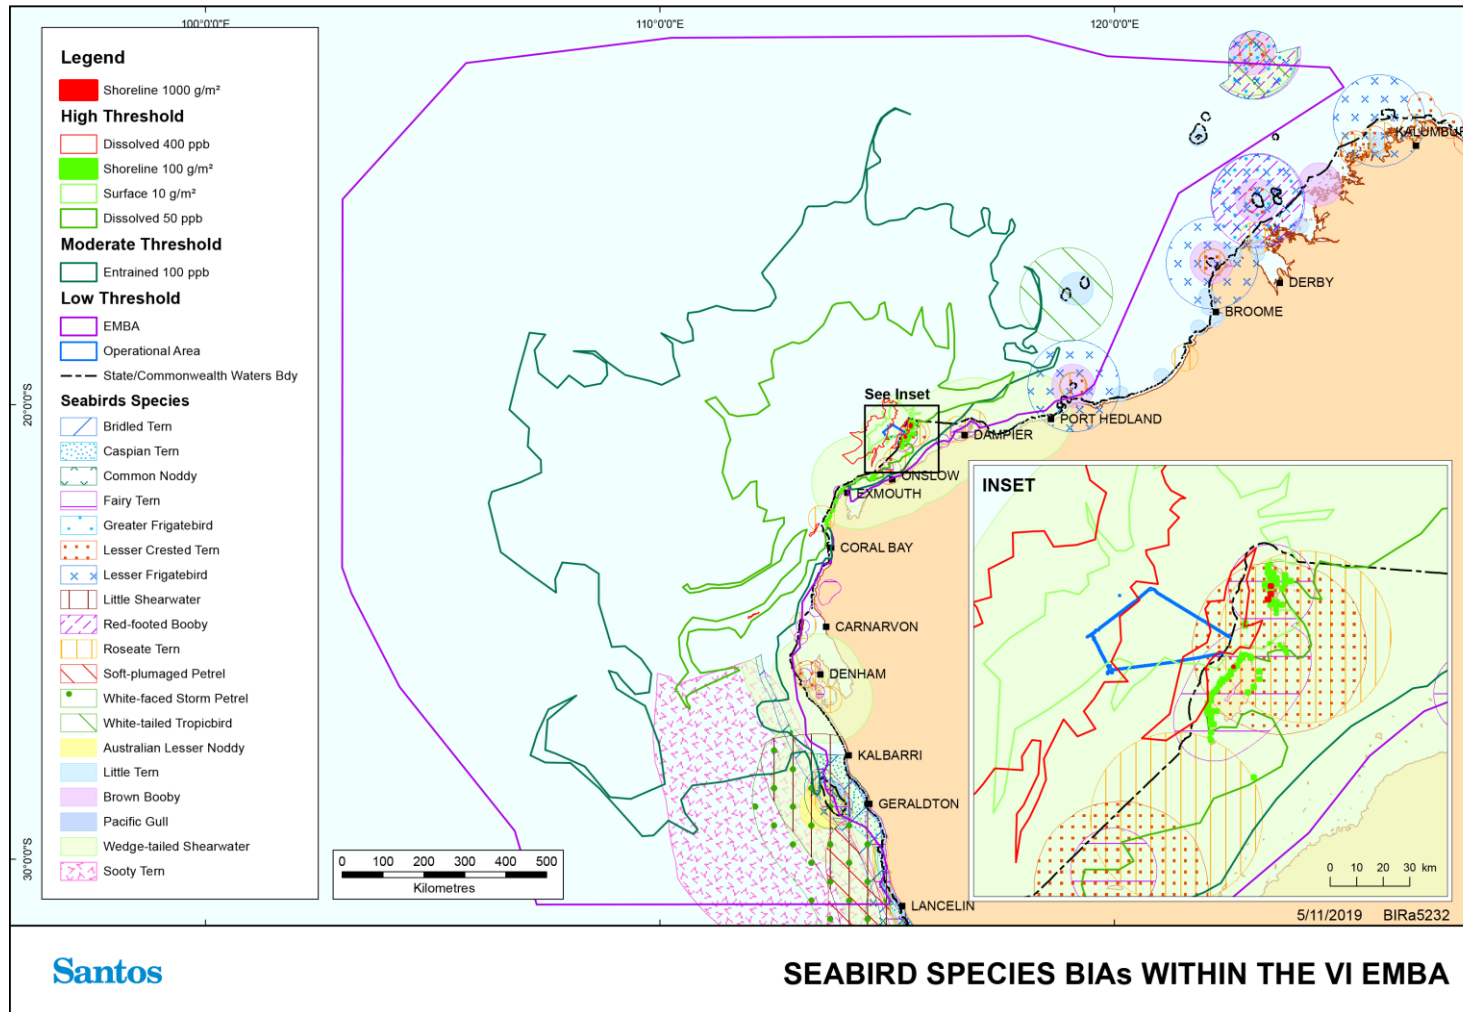 100°0'0"E
110°0'0"E
120°0'0"E
20°0'0"S
30°0'0"S
Legend
Shoreline 1000 g/m²
High Threshold
Dissolved 400 ppb
Shoreline 100 g/m²
Surface 10 g/m²
Dissolved 50 ppb
Moderate Threshold
Entrained 100 ppb
Low Threshold
EMBA
Operational Area
State/Commonwealth Waters Bdy
Seabirds Species
Bridled Tern
Caspian Tern
Common Noddy
Fairy Tern
Greater Frigatebird
Lesser Crested Tern
Lesser Frigatebird
Little Shearwater
Red-footed Booby
Roseate Tern
Soft-plumaged Petrel
White-faced Storm Petrel
White-tailed Tropicbird
Australian Lesser Noddy
Little Tern
Brown Booby
Pacific Gull
Wedge-tailed Shearwater
Sooty Tern
KALUMBUR
DERBY
BROOME
PORT HEDLAND
See Inset
DAMPIER
ONSLOW
EXMOUTH
CORAL BAY
CARNARVON
DENHAM
KALBARRI
GERALDTON
LANCELIN
0 100 200 300 400 500
Kilometres
INSET
0 10 20 30 km
5/11/2019 BIRa5232
Santos
SEABIRD SPECIES BIAs WITHIN THE VI EMBA